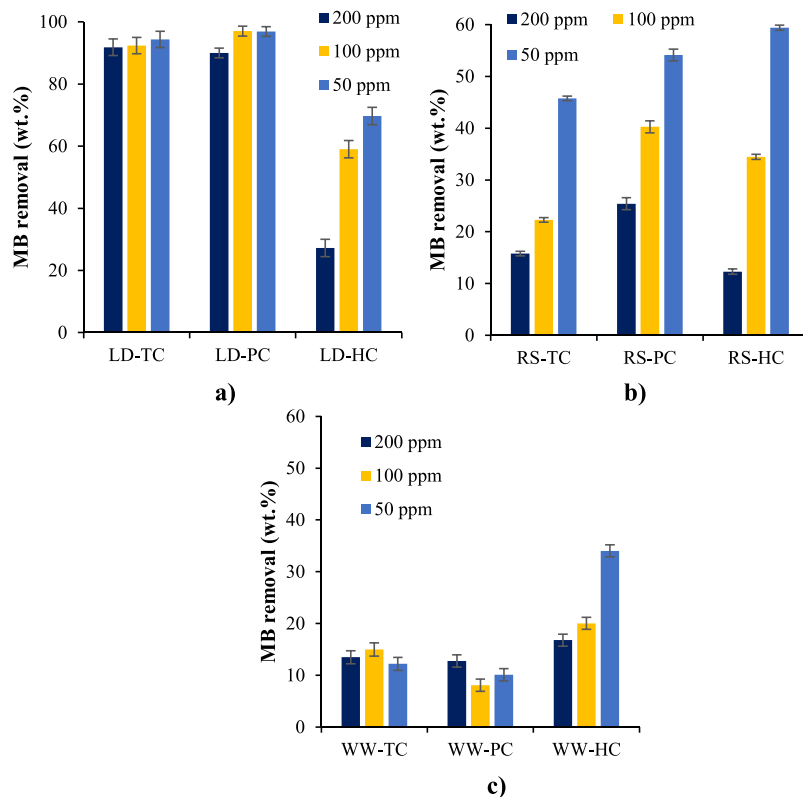 MB removal (wt.%)
100
80
60
40
20
0
200 ppm
100 ppm
50 ppm
LD-TC LD-PC LD-HC
a)
MB removal (wt.%)
60
50
40
30
20
10
0
200 ppm 100 ppm
50 ppm
RS-TC RS-PC RS-HC
b)
MB removal (wt.%)
60
50
40
30
20
10
0
200 ppm
100 ppm
50 ppm
WW-TC WW-PC WW-HC
c)